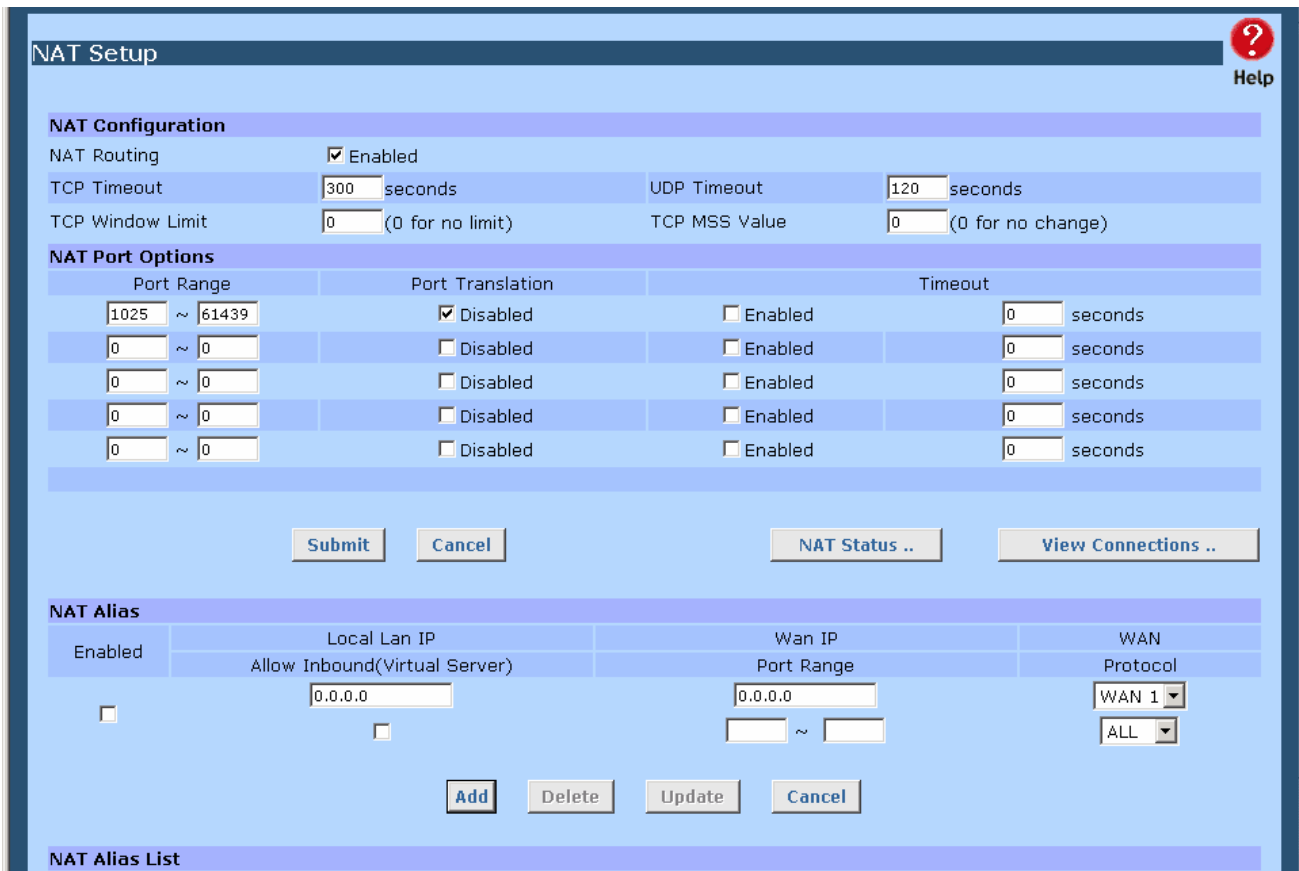 NAT Setup
Help
NAT Configuration
NAT Routing Enabled
TCP Timeout 300 seconds UDP Timeout 120 seconds
TCP Window Limit 0 (0 for no limit) TCP MSS Value 0 (0 for no change)
NAT Port Options
Port Range Port Translation Timeout
1025 ~ 61439 Disabled Enabled 0 seconds
0 ~ 0 Disabled Enabled 0 seconds
0 ~ 0 Disabled Enabled 0 seconds
0 ~ 0 Disabled Enabled 0 seconds
0 ~ 0 Disabled Enabled 0 seconds
Submit Cancel NAT Status .. View Connections ..
NAT Alias
Enabled Local Lan IP Wan IP WAN
Allow Inbound(Virtual Server) Port Range Protocol
0.0.0.0 0.0.0.0 WAN 1
~ ALL
Add Delete Update Cancel
NAT Alias List